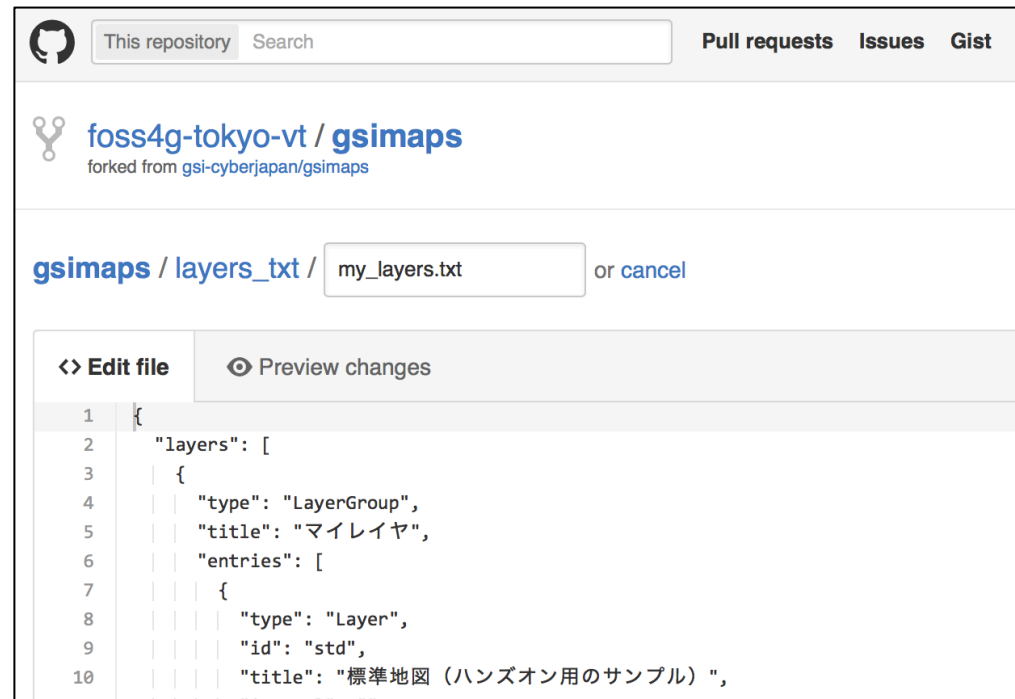 This repository Search Pull requests Issues Gist
foss4g-tokyo-vt / gsimaps
forked from gsi-cyberjapan/gsimaps
gsimaps / layers_txt / my_layers.txt or cancel
<> Edit file Preview changes
1 {
2 "layers": [
3 {
4 "type": "LayerGroup",
5 "title": "マイレイヤ",
6 "entries": [
7 {
8 "type": "Layer",
9 "id": "std",
10 "title": "標準地図（ハンズオン用のサンプル）",